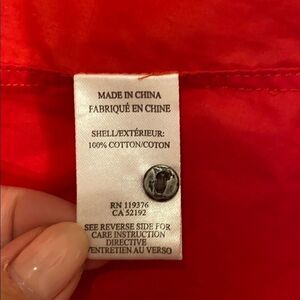 MADE IN CHINA
FABRIQUÉ EN CHINE
SHELL/EXTÉRIEUR:
100% COTTON/COTON
RN 119376
CA 52192
SEE REVERSE SIDE FOR
CARE INSTRUCTION
DIRECTIVE
ENTRETIEN AU VERSO